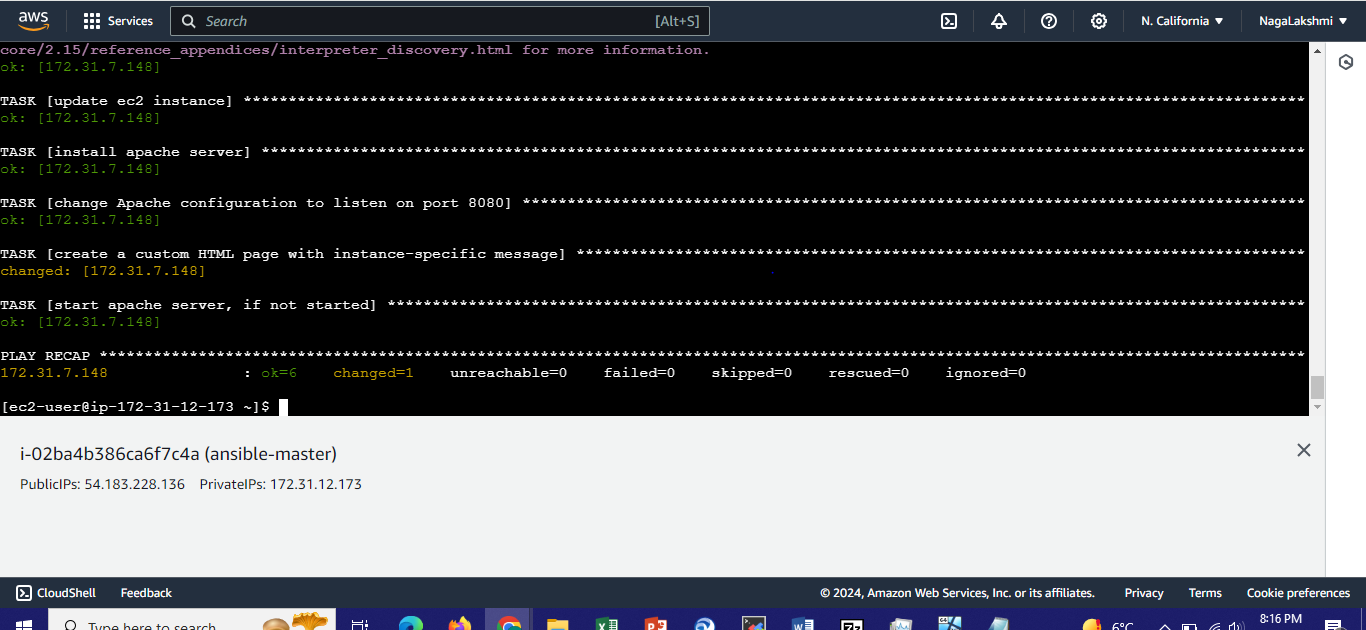 aws Services Search [Alt+S] N. California NagaLakshmi
core/2.15/reference_appendices/interpreter_discovery.html for more information.
ok: [172.31.7.148]
TASK [update ec2 instance] **********************************************************************************************************************
ok: [172.31.7.148]
TASK [install apache server] ********************************************************************************************************************
ok: [172.31.7.148]
TASK [change Apache configuration to listen on port 8080] ***************************************************************************************
ok: [172.31.7.148]
TASK [create a custom HTML page with instance-specific message] *********************************************************************************
changed: [172.31.7.148]
TASK [start apache server, if not started] ******************************************************************************************************
ok: [172.31.7.148]
PLAY RECAP **************************************************************************************************************************************
172.31.7.148 : ok=6 changed=1 unreachable=0 failed=0 skipped=0 rescued=0 ignored=0
[ec2-user@ip-172-31-12-173 ~]$
i-02ba4b386ca6f7c4a (ansible-master)
PublicIPs: 54.183.228.136 PrivateIPs: 172.31.12.173
CloudShell Feedback © 2024, Amazon Web Services, Inc. or its affiliates. Privacy Terms Cookie preferences
Type here to search 6°C 8:16 PM